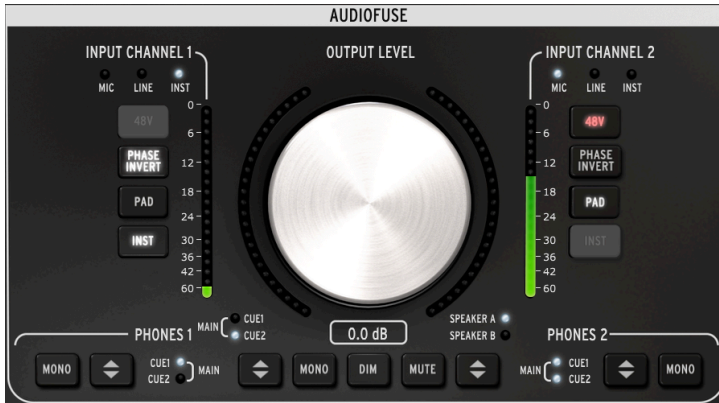 AUDIOFUSE
INPUT CHANNEL 1
OUTPUT LEVEL
INPUT CHANNEL 2
MIC LINE INST
MIC LINE INST
48V
PHASE
INVERT
PAD
INST
0
6
12
18
24
30
36
42
60
0
6
12
18
24
30
36
42
60
48V
PHASE
INVERT
PAD
INST
PHONES 1
MAIN
CUE1
CUE2
0.0 dB
SPEAKER A
SPEAKER B
PHONES 2
MONO
CUE1
CUE2
MAIN
MONO
DIM
MUTE
MAIN
CUE1
CUE2
MONO